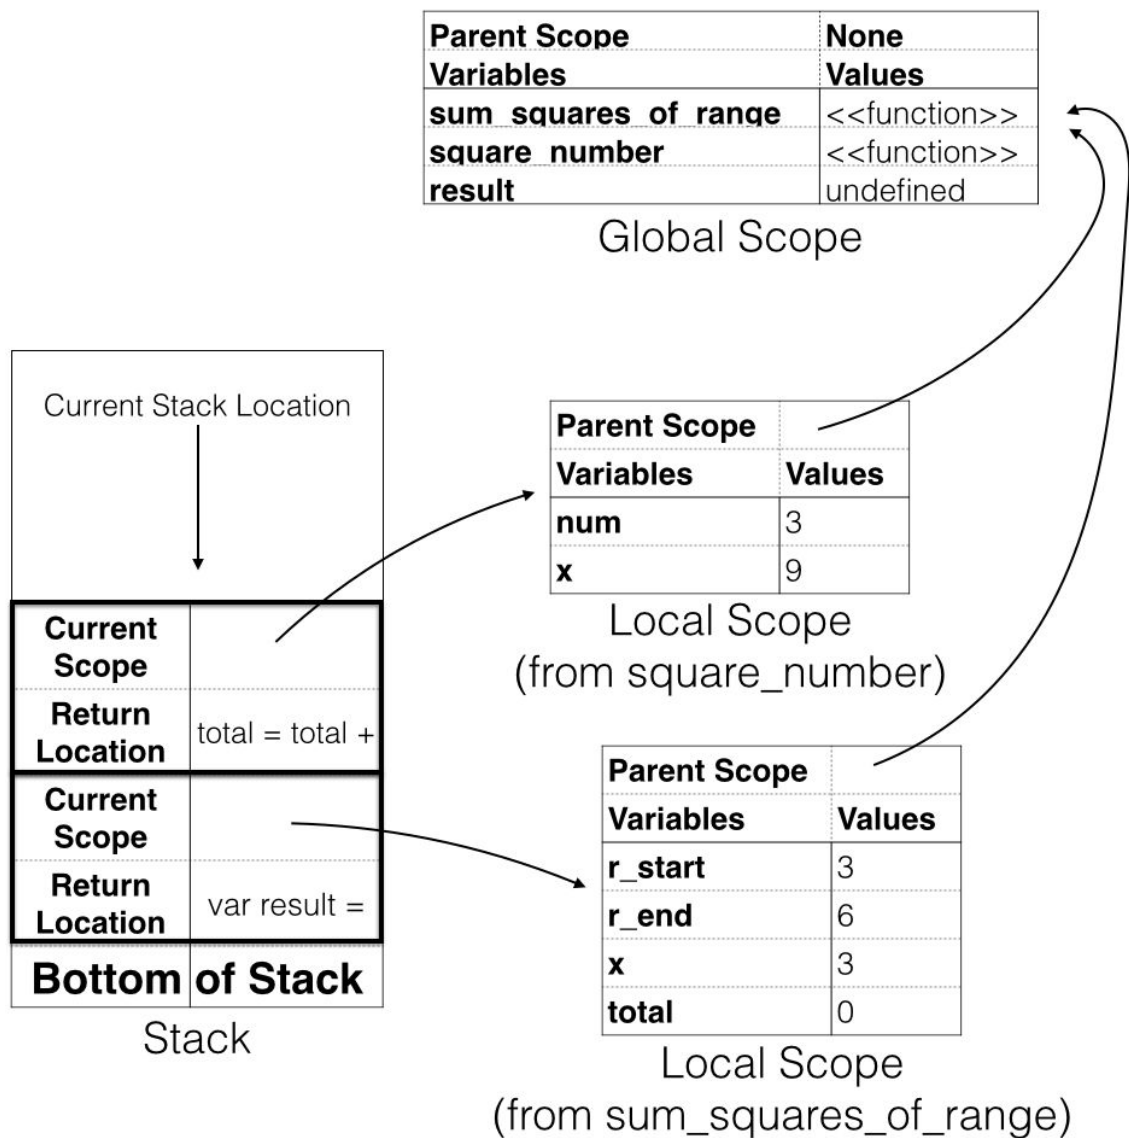 Parent Scope None
Variables Values
sum_squares_of_range <<function>>
square_number <<function>>
result undefined
Global Scope
Current Stack Location
Parent Scope
Variables Values
num 3
x 9
Local Scope
(from square_number)
Current
Scope
Return
Location
total = total +
Current
Scope
Return
Location
var result =
Bottom of Stack
Stack
Parent Scope
Variables Values
r_start 3
r_end 6
x 3
total 0
Local Scope
(from sum_squares_of_range)